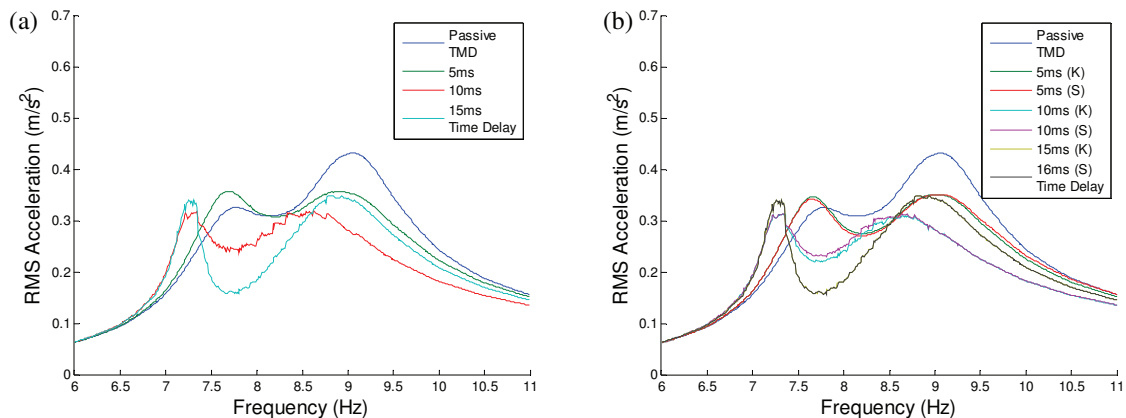 (a)
0.7
0.6
0.5
0.4
0.3
0.2
0.1
0
RMS Acceleration (m/s²)
6 6.5 7 7.5 8 8.5 9 9.5 10 10.5 11
Frequency (Hz)
Passive
TMD
5ms
10ms
15ms
Time Delay
(b)
0.7
0.6
0.5
0.4
0.3
0.2
0.1
0
RMS Acceleration (m/s²)
6 6.5 7 7.5 8 8.5 9 9.5 10 10.5 11
Frequency (Hz)
Passive
TMD
5ms (K)
5ms (S)
10ms (K)
10ms (S)
15ms (K)
16ms (S)
Time Delay